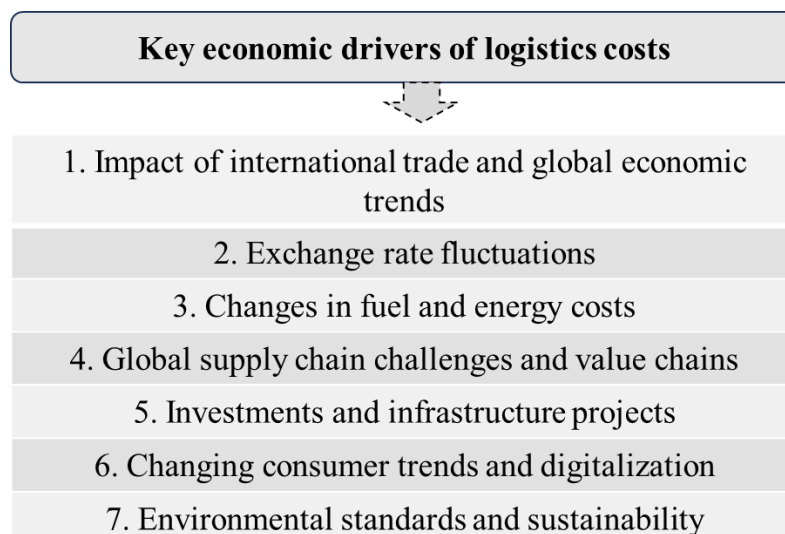 Key economic drivers of logistics costs
1. Impact of international trade and global economic
trends
2. Exchange rate fluctuations
3. Changes in fuel and energy costs
4. Global supply chain challenges and value chains
5. Investments and infrastructure projects
6. Changing consumer trends and digitalization
7. Environmental standards and sustainability